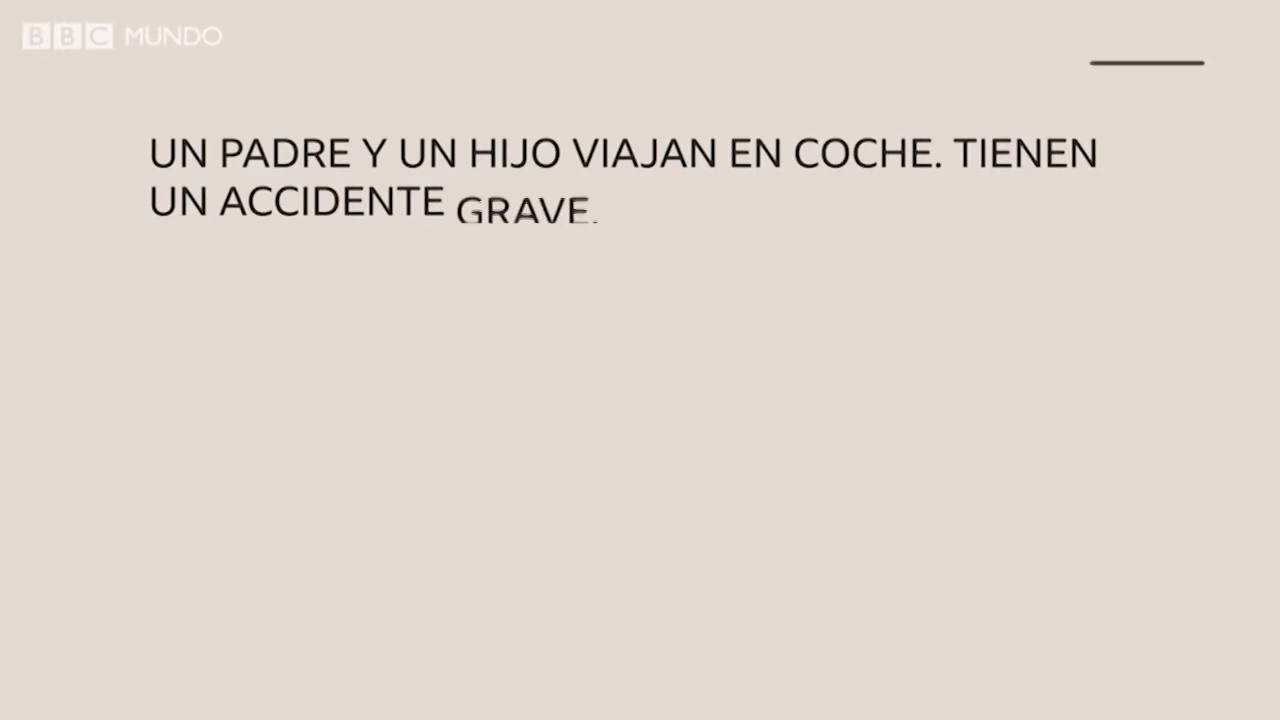 BBC MUNDO
UN PADRE Y UN HIJO VIAJAN EN COCHE. TIENEN
UN ACCIDENTE GRAVE.